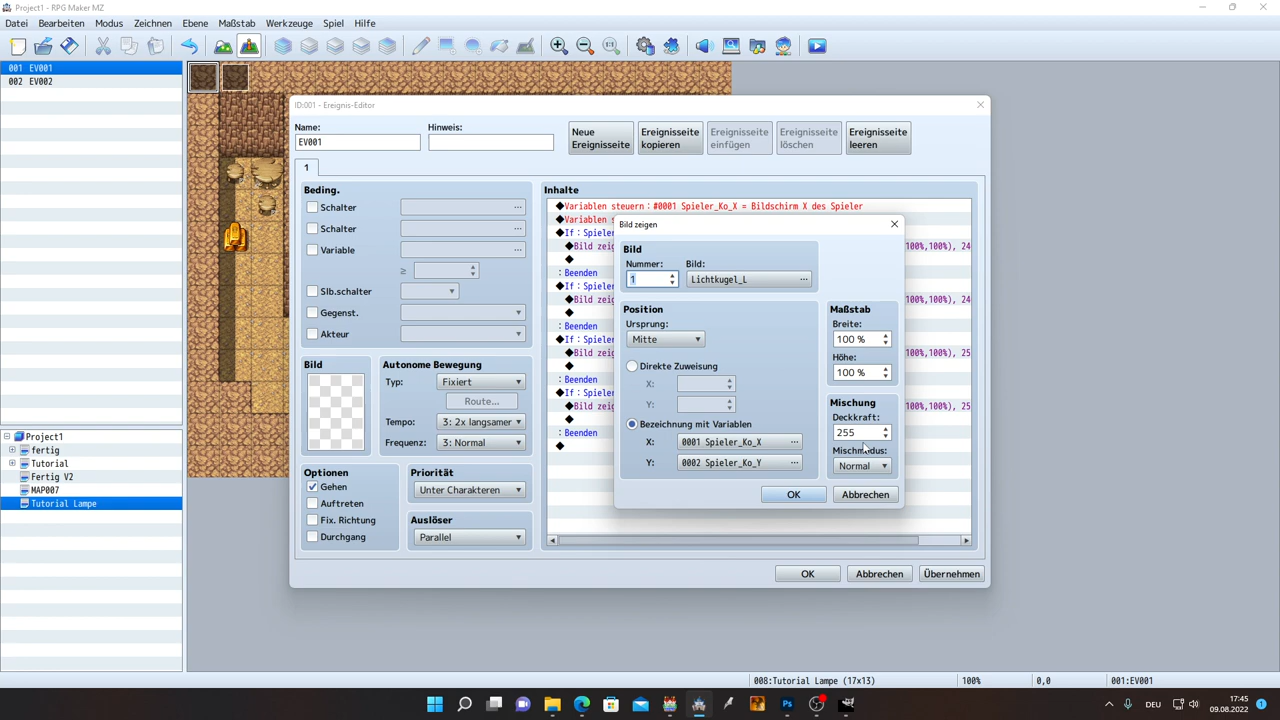 Project1 - RPG Maker MZ
Datei Bearbeiten Modus Zeichnen Ebene Maßstab Werkzeuge Spiel Hilfe
001 EV001
002 EV002
ID:001 - Ereignis-Editor
Name:
Hinweis:
EV001
Neue Ereignisseite
Ereignisseite kopieren
Ereignisseite einfügen
Ereignisseite löschen
Ereignisseite leeren
1
Beding.
Schalter
Schalter
Variable
≥
Slb.schalter
Gegenst.
Akteur
Bild
Autonome Bewegung
Typ: Fixiert
Route...
Tempo: 3: 2x langsamer
Frequenz: 3: Normal
Optionen
Gehen
Auftreten
Fix. Richtung
Durchgang
Priorität
Unter Charakteren
Auslöser
Parallel
Inhalte
◆Variablen steuern：#0001 Spieler_Ko_X = Bildschirm X des Spieler
◆Variablen s
◆If：Spieler
◆Bild zeig 100%,100%), 24
◆
：Beenden
◆If：Spieler
◆Bild zeig 100%,100%), 24
◆
：Beenden
◆If：Spieler
◆Bild zeig 100%,100%), 25
◆
：Beenden
◆If：Spieler
◆Bild zeig 100%,100%), 25
◆
：Beenden
◆
Bild zeigen
Bild
Nummer: Bild:
1 Lichtkugel_L ...
Position
Ursprung:
Mitte
Direkte Zuweisung
X:
Y:
Bezeichnung mit Variablen
X: 0001 Spieler_Ko_X ...
Y: 0002 Spieler_Ko_Y ...
Maßstab
Breite:
100 %
Höhe:
100 %
Mischung
Deckkraft:
255
Mischmodus:
Normal
OK Abbrechen
OK Abbrechen Übernehmen
Project1
fertig
Tutorial
Fertig V2
MAP007
Tutorial Lampe
008:Tutorial Lampe (17x13) 100% 0,0 001:EV001
DEU
17:45
09.08.2022
1